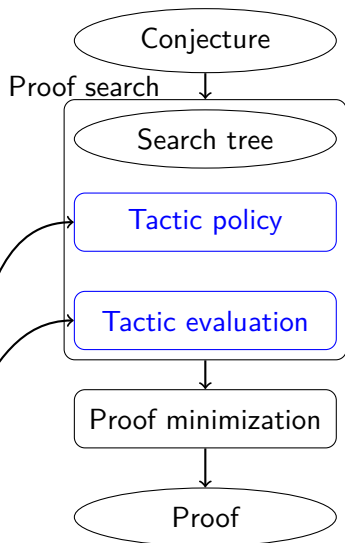 Conjecture
Proof search
Search tree
Tactic policy
Tactic evaluation
Proof minimization
Proof